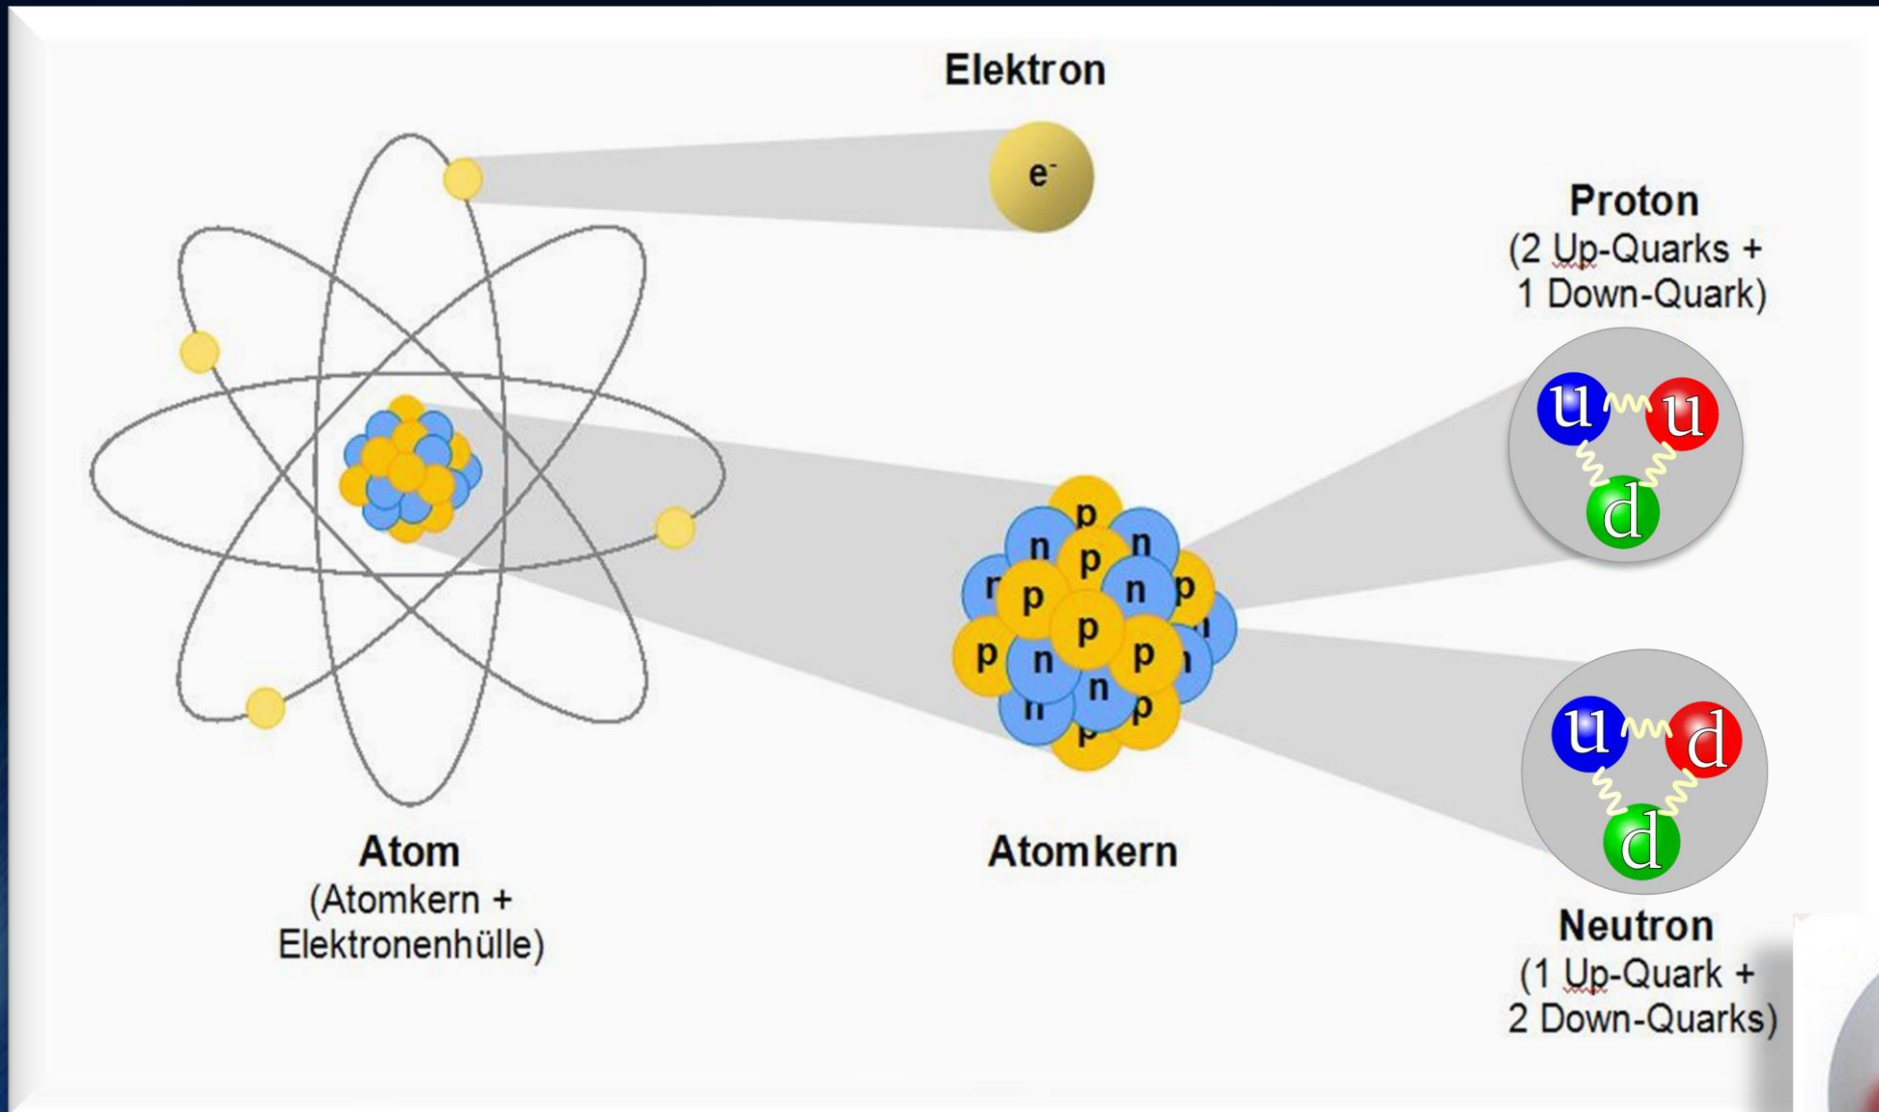 Elektron
e-
Proton
(2 Up-Quarks +
1 Down-Quark)
u u
d
p
n n
p
n p
p n p
n
p
p n p n
n
n p
p
u d
d
Atom
(Atomkern +
Elektronenhülle)
Atomkern
Neutron
(1 Up-Quark +
2 Down-Quarks)